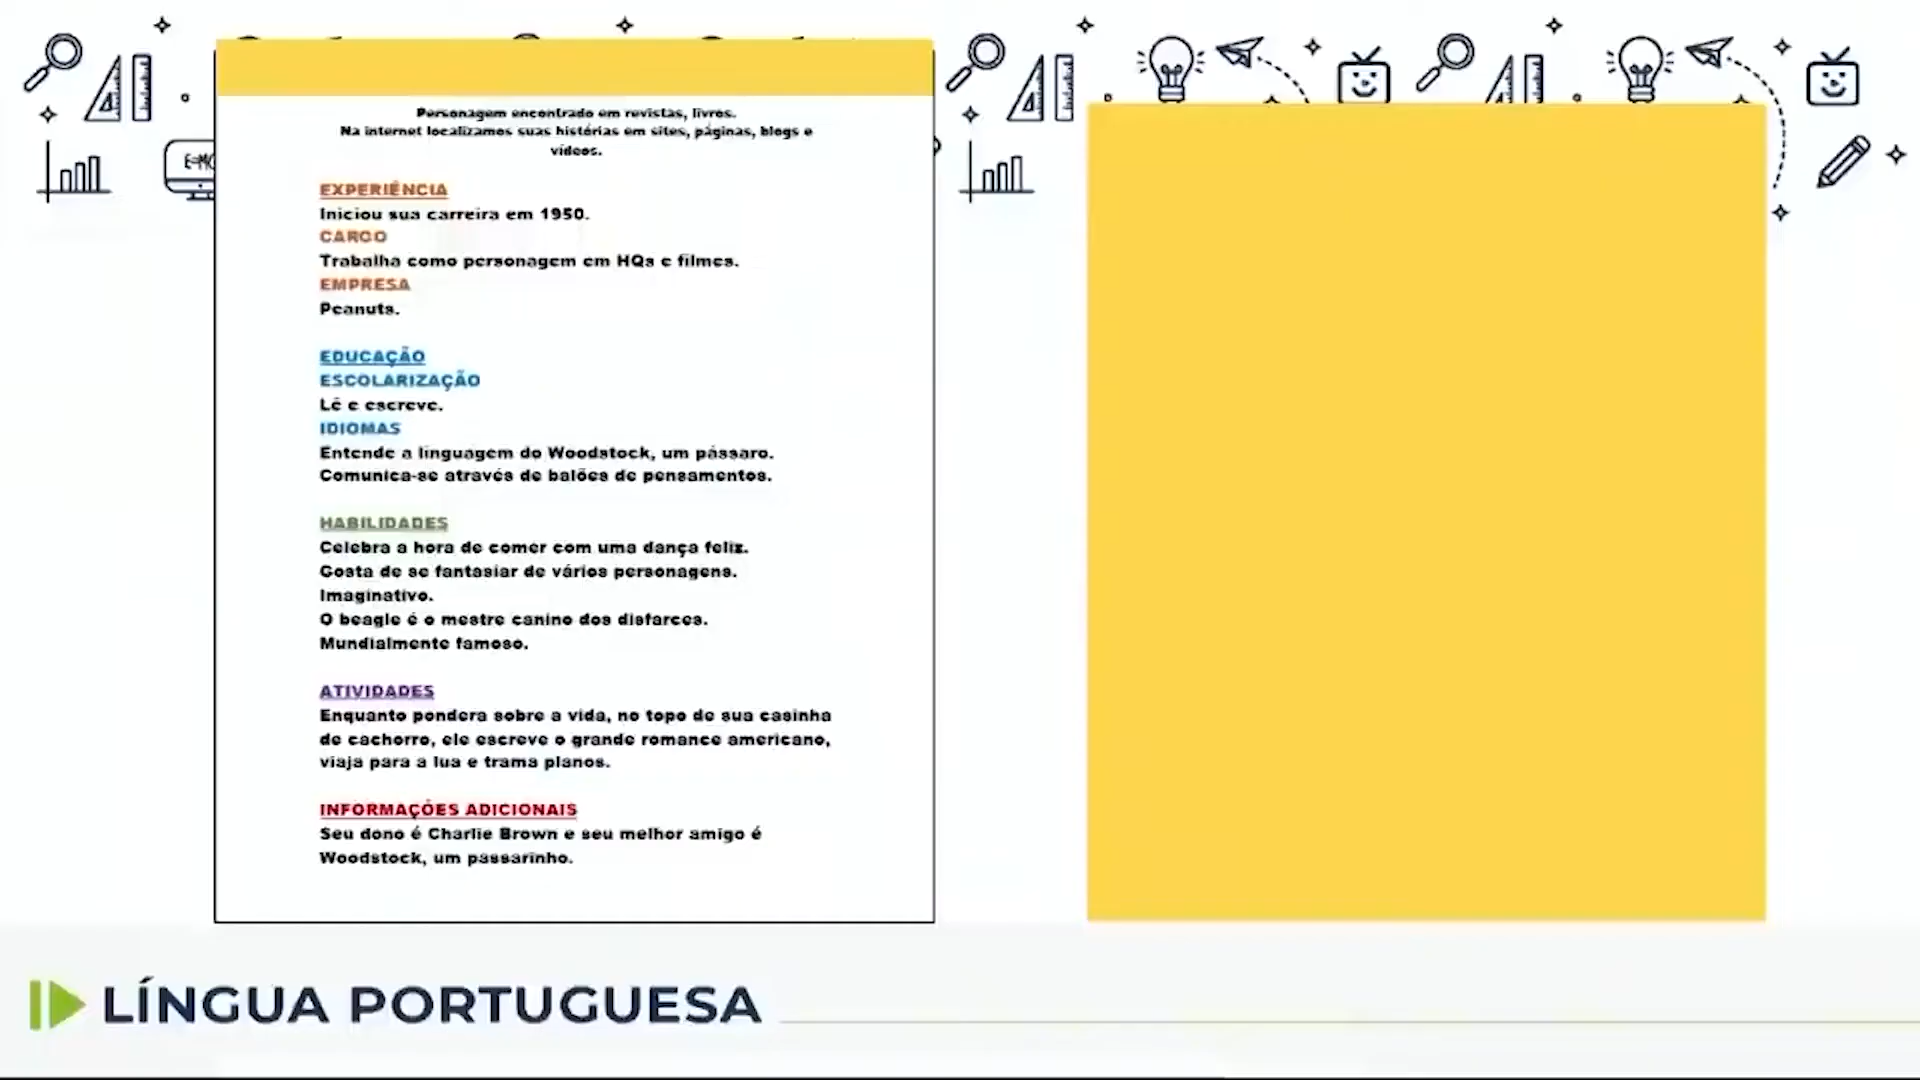 Personagem encontrado em revistas, livros.
Na internet localizamos suas histórias em sites, páginas, blogs e
vídeos.
EXPERIÊNCIA
Iniciou sua carreira em 1950.
CARGO
Trabalha como personagem em HQs e filmes.
EMPRESA
Peanuts.
EDUCAÇÃO
ESCOLARIZAÇÃO
Lê e escreve.
IDIOMAS
Entende a linguagem do Woodstock, um pássaro.
Comunica-se através de balões de pensamentos.
HABILIDADES
Celebra a hora de comer com uma dança feliz.
Gosta de se fantasiar de vários personagens.
Imaginativo.
O beagle é o mestre canino dos disfarces.
Mundialmente famoso.
ATIVIDADES
Enquanto pondera sobre a vida, no topo de sua casinha
de cachorro, ele escreve o grande romance americano,
viaja para a lua e trama planos.
INFORMAÇÕES ADICIONAIS
Seu dono é Charlie Brown e seu melhor amigo é
Woodstock, um passarinho.
LÍNGUA PORTUGUESA